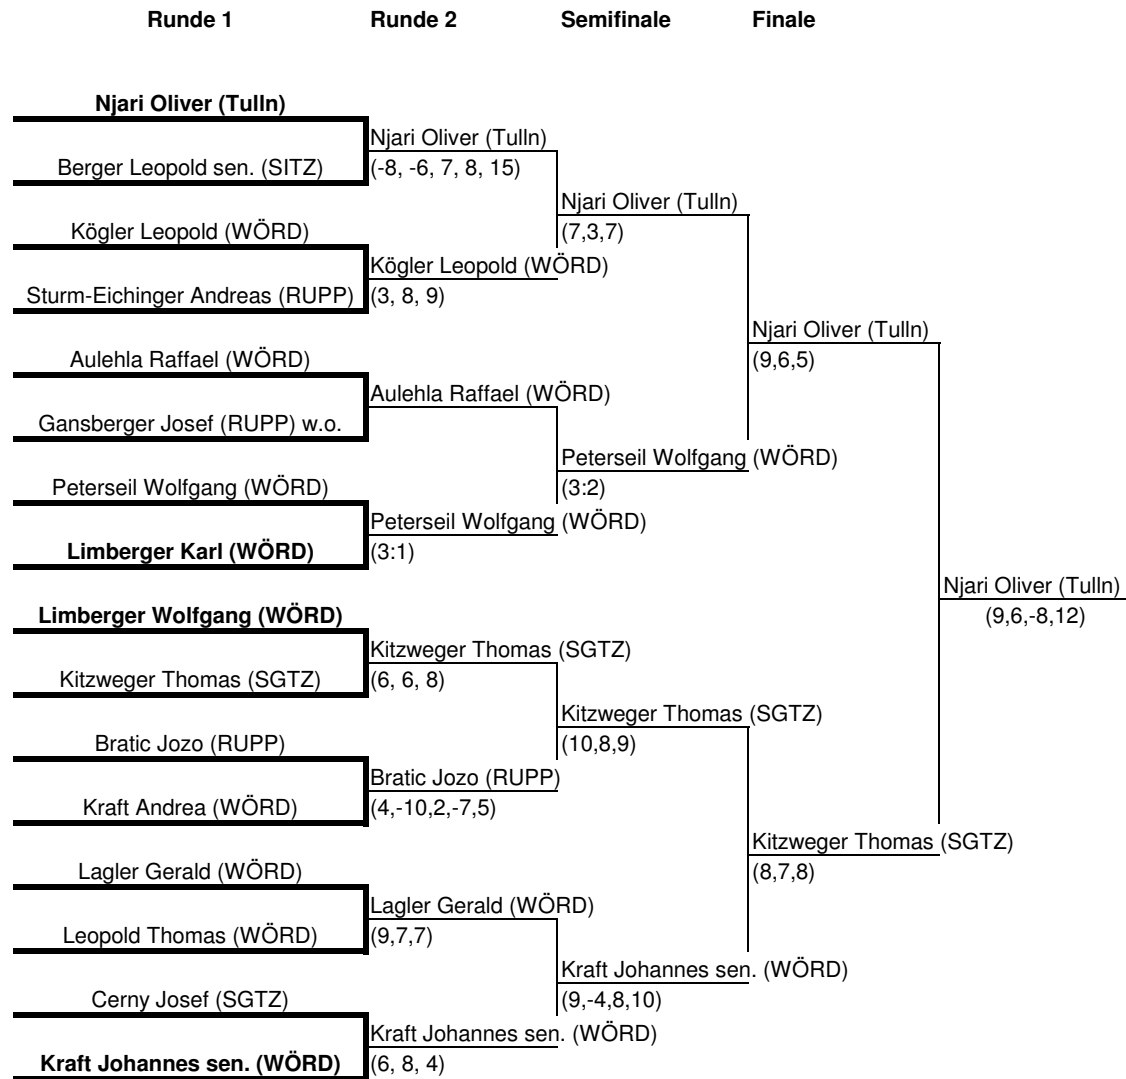 Runde 1 Runde 2 Semifinale Finale
Njari Oliver (Tulln)
Njari Oliver (Tulln)
Berger Leopold sen. (SITZ)
(-8, -6, 7, 8, 15)
Njari Oliver (Tulln)
Kögler Leopold (WÖRD)
(7,3,7)
Kögler Leopold (WÖRD)
Sturm-Eichinger Andreas (RUPP)
(3, 8, 9)
Njari Oliver (Tulln)
Aulehla Raffael (WÖRD)
(9,6,5)
Aulehla Raffael (WÖRD)
Gansberger Josef (RUPP) w.o.
Peterseil Wolfgang (WÖRD)
Peterseil Wolfgang (WÖRD)
(3:2)
Peterseil Wolfgang (WÖRD)
Limberger Karl (WÖRD)
(3:1)
Njari Oliver (Tulln)
Limberger Wolfgang (WÖRD)
(9,6,-8,12)
Kitzweger Thomas (SGTZ)
Kitzweger Thomas (SGTZ)
(6, 6, 8)
Kitzweger Thomas (SGTZ)
Bratic Jozo (RUPP)
(10,8,9)
Bratic Jozo (RUPP)
Kraft Andrea (WÖRD)
(4,-10,2,-7,5)
Kitzweger Thomas (SGTZ)
Lagler Gerald (WÖRD)
(8,7,8)
Lagler Gerald (WÖRD)
Leopold Thomas (WÖRD)
(9,7,7)
Kraft Johannes sen. (WÖRD)
Cerny Josef (SGTZ)
(9,-4,8,10)
Kraft Johannes sen. (WÖRD)
Kraft Johannes sen. (WÖRD)
(6, 8, 4)